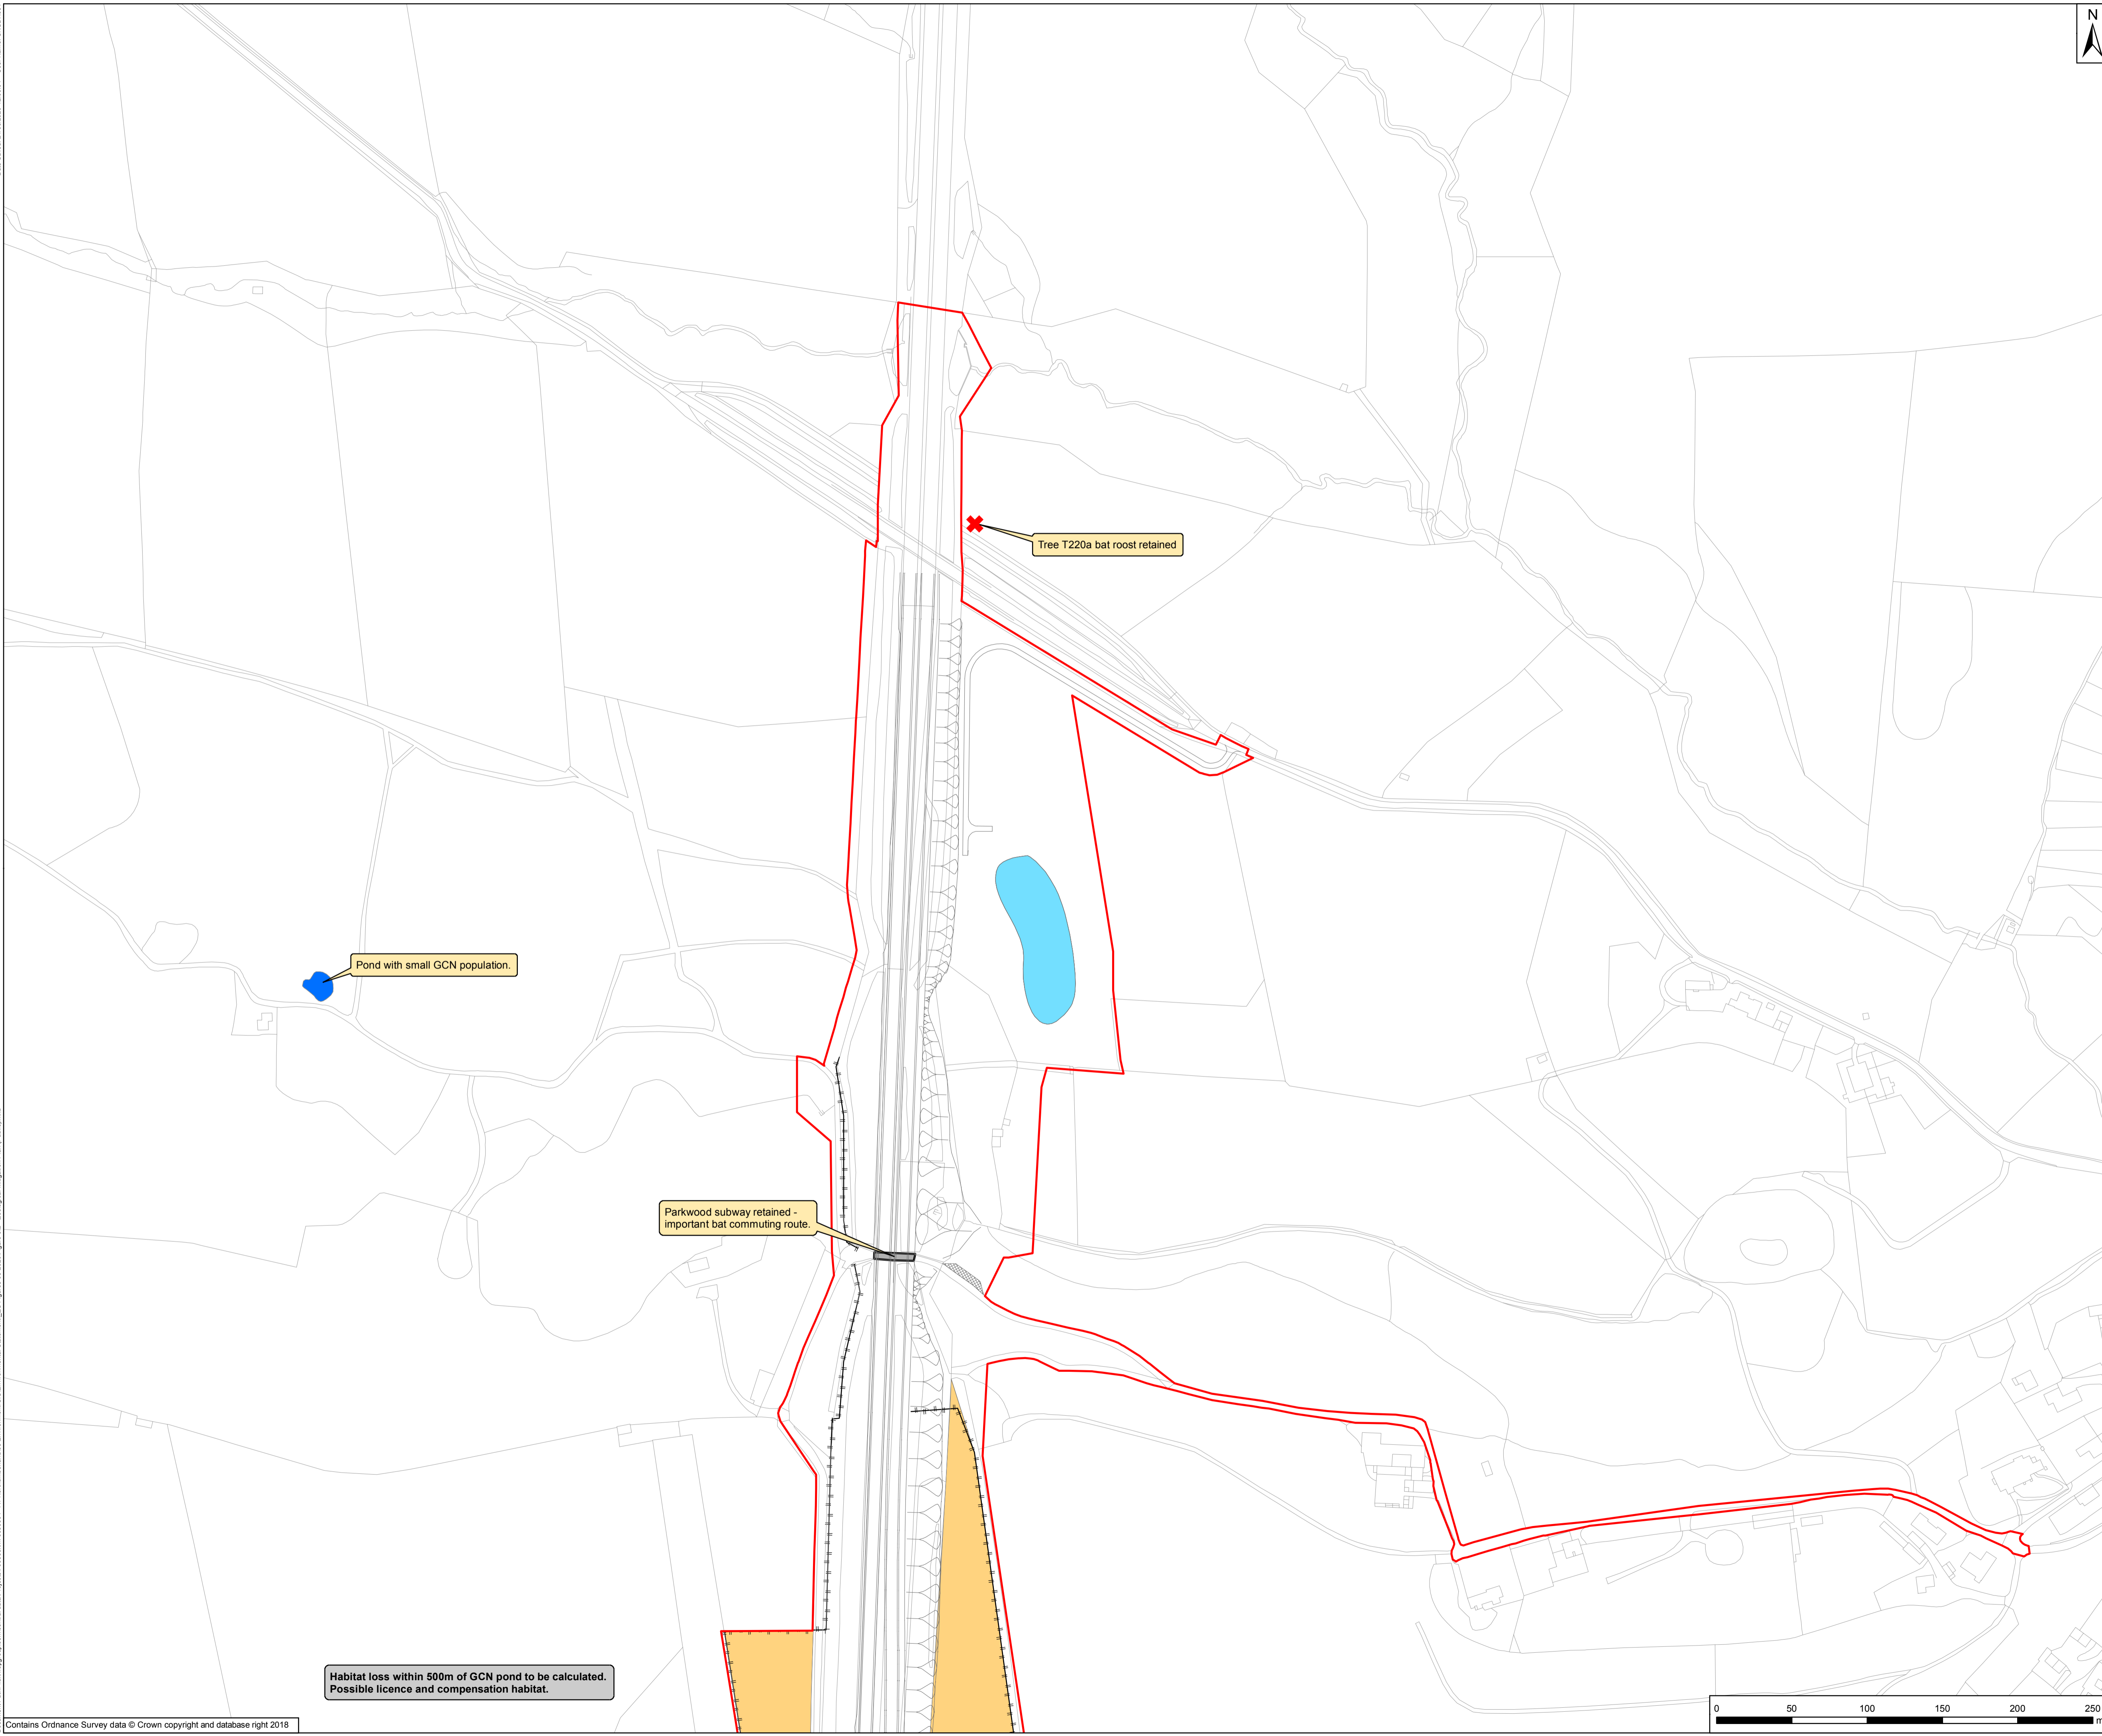 N
Tree T220a bat roost retained
Pond with small GCN population.
Parkwood subway retained -
important bat commuting route.
Habitat loss within 500m of GCN pond to be calculated.
Possible licence and compensation habitat.
Contains Ordnance Survey data © Crown copyright and database right 2018
0 50 100 150 200 250
m